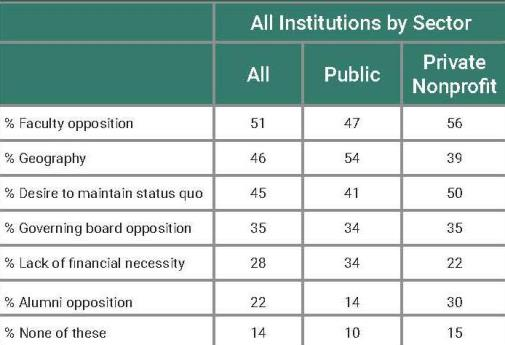 All Institutions by Sector
All Public Private
Nonprofit
% Faculty opposition 51 47 56
% Geography 46 54 39
% Desire to maintain status quo 45 41 50
% Governing board opposition 35 34 35
% Lack of financial necessity 28 34 22
% Alumni opposition 22 14 30
% None of these 14 10 15